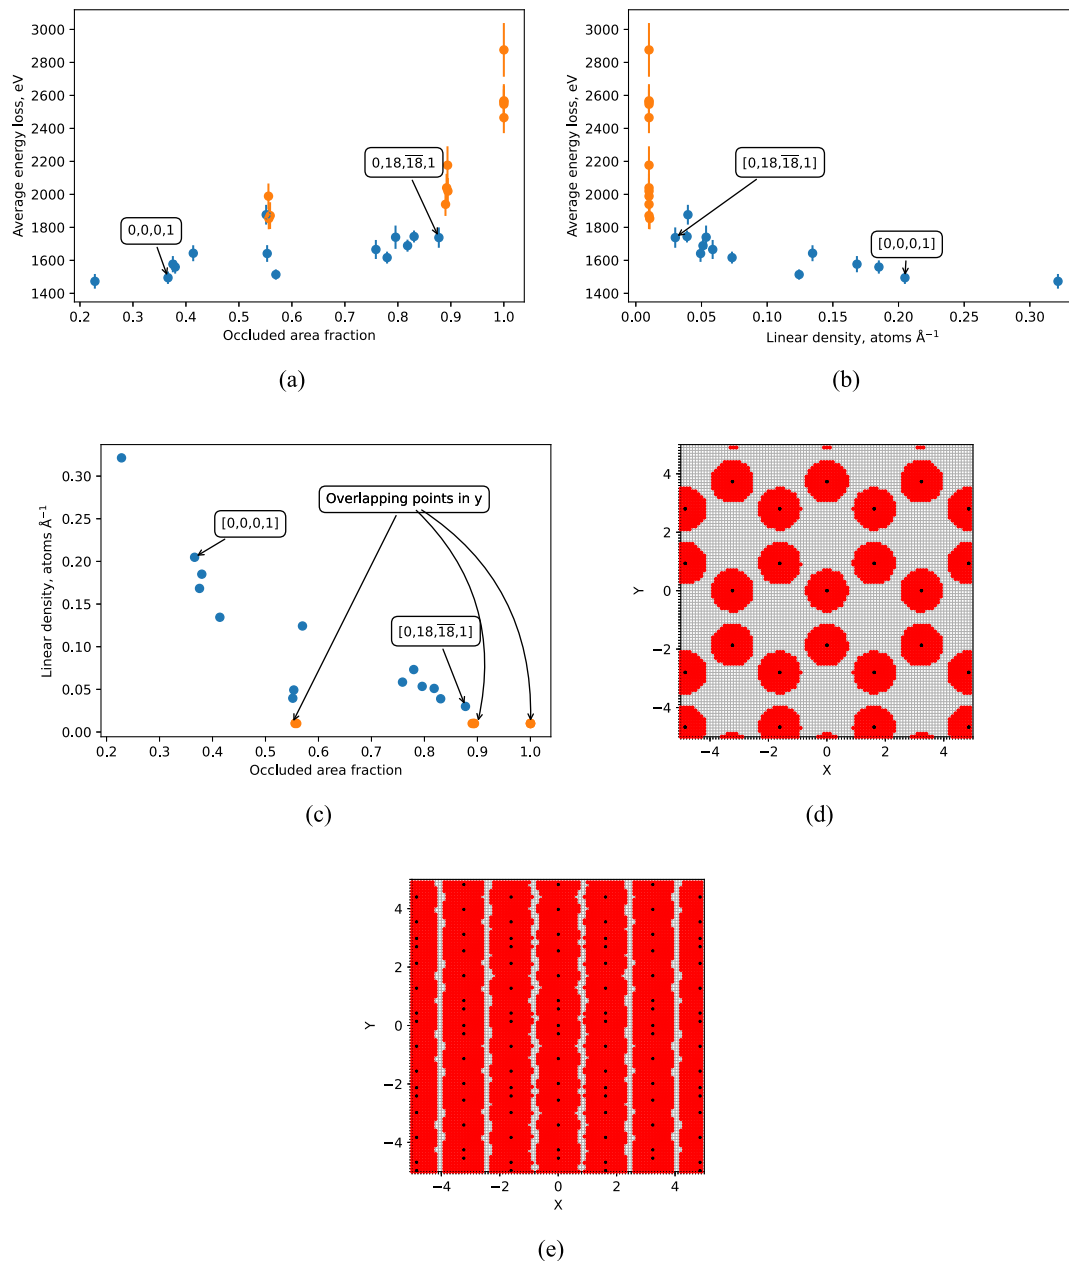 3000
2800
2600
2400
2200
2000
1800
1600
1400
Average energy loss, eV
0,18,1̅8̅,1
0,0,0,1
0.2 0.3 0.4 0.5 0.6 0.7 0.8 0.9 1.0
Occluded area fraction
(a)
3000
2800
2600
2400
2200
2000
1800
1600
1400
Average energy loss, eV
[0,18,1̅8̅,1]
[0,0,0,1]
0.00 0.05 0.10 0.15 0.20 0.25 0.30
Linear density, atoms Å⁻¹
(b)
0.30
0.25
0.20
0.15
0.10
0.05
0.00
Linear density, atoms Å⁻¹
Overlapping points in y
[0,0,0,1]
[0,18,1̅8̅,1]
0.2 0.3 0.4 0.5 0.6 0.7 0.8 0.9 1.0
Occluded area fraction
(c)
4
2
0
−2
−4
Y
−4 −2 0 2 4
X
(d)
4
2
0
−2
−4
Y
−4 −2 0 2 4
X
(e)